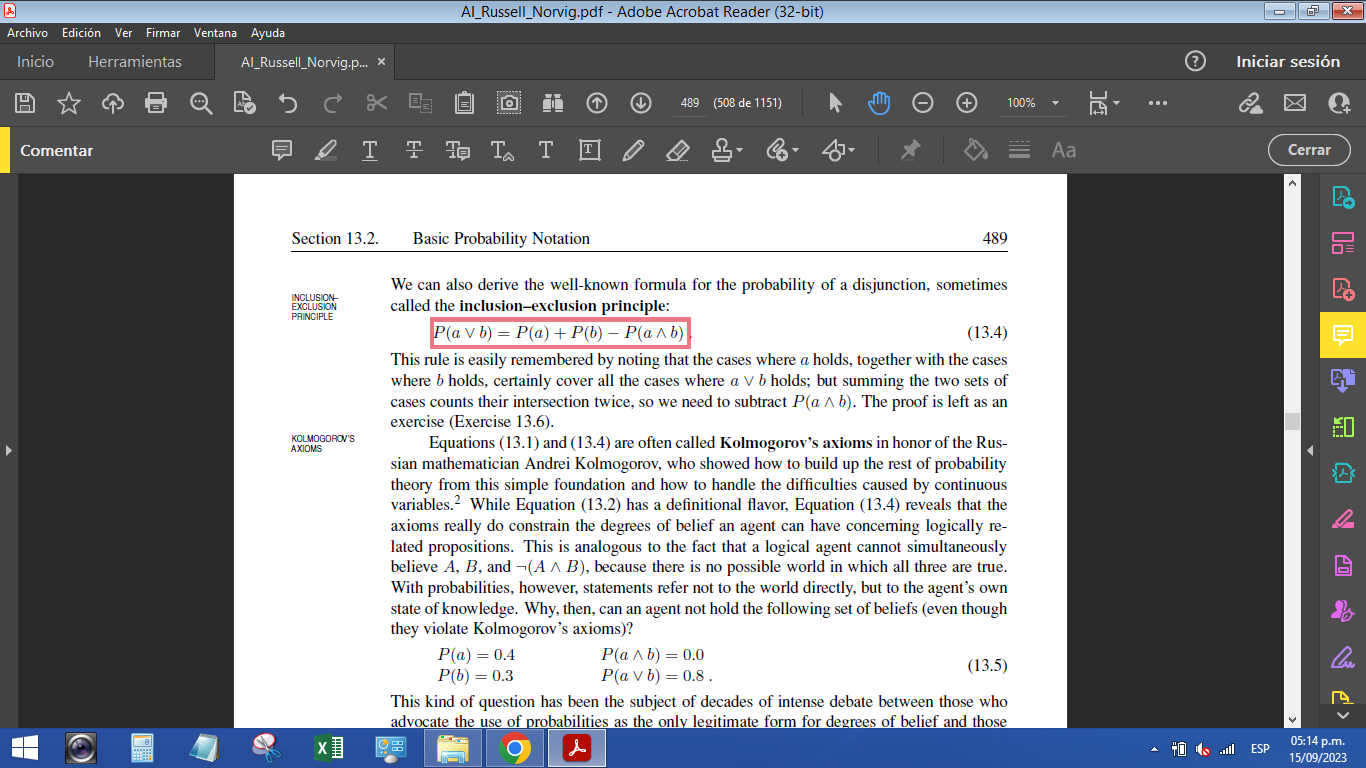 AI_Russell_Norvig.pdf - Adobe Acrobat Reader (32-bit)
Archivo Edición Ver Firmar Ventana Ayuda
Inicio Herramientas AI_Russell_Norvig.p... × Iniciar sesión
489 (508 de 1151) 100%
Comentar Aa Cerrar
Section 13.2. Basic Probability Notation 489
We can also derive the well-known formula for the probability of a disjunction, sometimes
INCLUSION–
EXCLUSION
PRINCIPLE
called the inclusion–exclusion principle:
P(a ∨ b) = P(a) + P(b) − P(a ∧ b) . (13.4)
This rule is easily remembered by noting that the cases where a holds, together with the cases
where b holds, certainly cover all the cases where a ∨ b holds; but summing the two sets of
cases counts their intersection twice, so we need to subtract P(a ∧ b). The proof is left as an
exercise (Exercise 13.6).
KOLMOGOROV'S
AXIOMS
Equations (13.1) and (13.4) are often called Kolmogorov's axioms in honor of the Rus-
sian mathematician Andrei Kolmogorov, who showed how to build up the rest of probability
theory from this simple foundation and how to handle the difficulties caused by continuous
variables.² While Equation (13.2) has a definitional flavor, Equation (13.4) reveals that the
axioms really do constrain the degrees of belief an agent can have concerning logically re-
lated propositions. This is analogous to the fact that a logical agent cannot simultaneously
believe A, B, and ¬(A ∧ B), because there is no possible world in which all three are true.
With probabilities, however, statements refer not to the world directly, but to the agent's own
state of knowledge. Why, then, can an agent not hold the following set of beliefs (even though
they violate Kolmogorov's axioms)?
P(a) = 0.4 P(a ∧ b) = 0.0
P(b) = 0.3 P(a ∨ b) = 0.8 . (13.5)
This kind of question has been the subject of decades of intense debate between those who
advocate the use of probabilities as the only legitimate form for degrees of belief and those
ESP
05:14 p.m.
15/09/2023